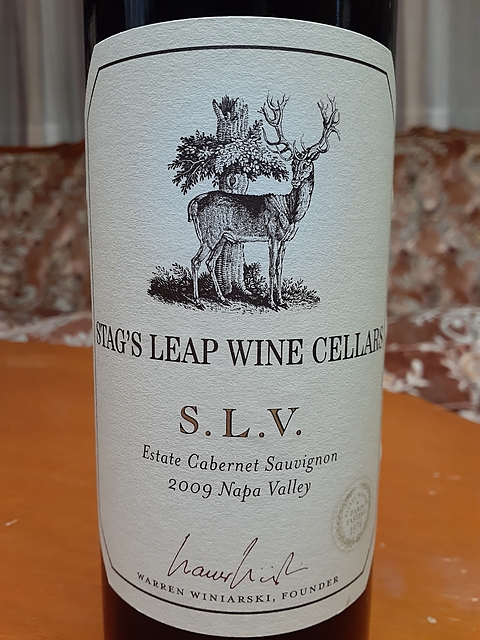 STAG'S LEAP WINE CELLARS
S.L.V.
Estate Cabernet Sauvignon
2009 Napa Valley
WARREN WINIARSKI, FOUNDER